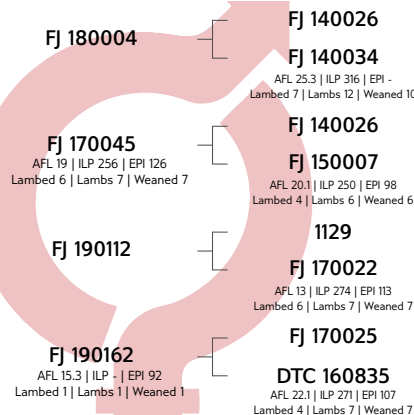 FJ 180004
FJ 140026
FJ 140034
AFL 25.3 | ILP 316 | EPI -
Lambed 7 | Lambs 12 | Weaned 10
FJ 170045
AFL 19 | ILP 256 | EPI 126
Lambed 6 | Lambs 7 | Weaned 7
FJ 140026
FJ 150007
AFL 20.1 | ILP 250 | EPI 98
Lambed 4 | Lambs 6 | Weaned 6
FJ 190112
1129
FJ 170022
AFL 13 | ILP 274 | EPI 113
Lambed 6 | Lambs 7 | Weaned 7
FJ 190162
AFL 15.3 | ILP - | EPI 92
Lambed 1 | Lambs 1 | Weaned 1
FJ 170025
DTC 160835
AFL 22.1 | ILP 271 | EPI 107
Lambed 4 | Lambs 7 | Weaned 7